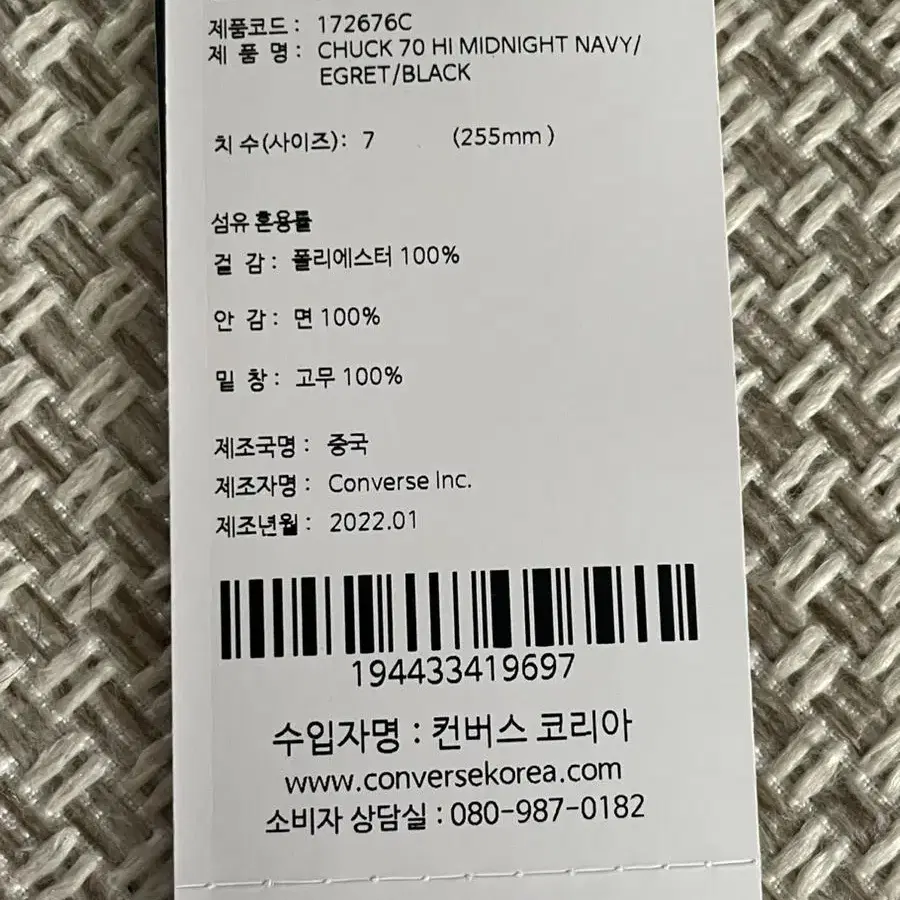 제품코드 : 172676C
제 품 명 : CHUCK 70 HI MIDNIGHT NAVY/
EGRET/BLACK
치 수(사이즈) : 7 (255mm )
섬유 혼용률
겉 감 : 폴리에스터 100%
안 감 : 면 100%
밑 창 : 고무 100%
제조국명 : 중국
제조자명 : Converse Inc.
제조년월 : 2022.01
194433419697
수입자명 : 컨버스 코리아
www.conversekorea.com
소비자 상담실 : 080-987-0182